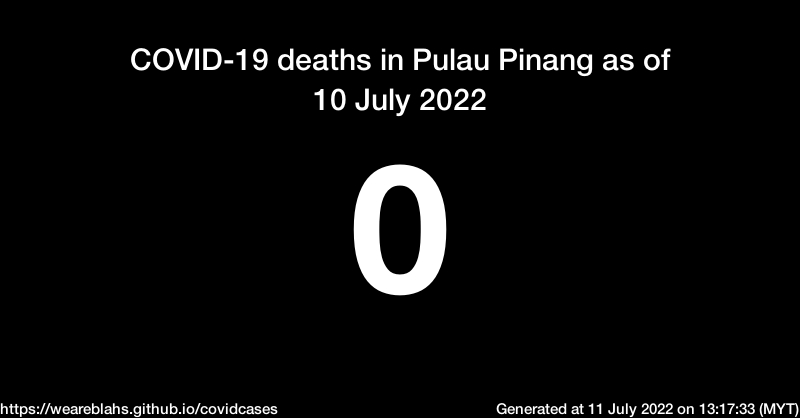 COVID-19 deaths in Pulau Pinang as of
10 July 2022
0
https://weareblahs.github.io/covidcases
Generated at 11 July 2022 on 13:17:33 (MYT)